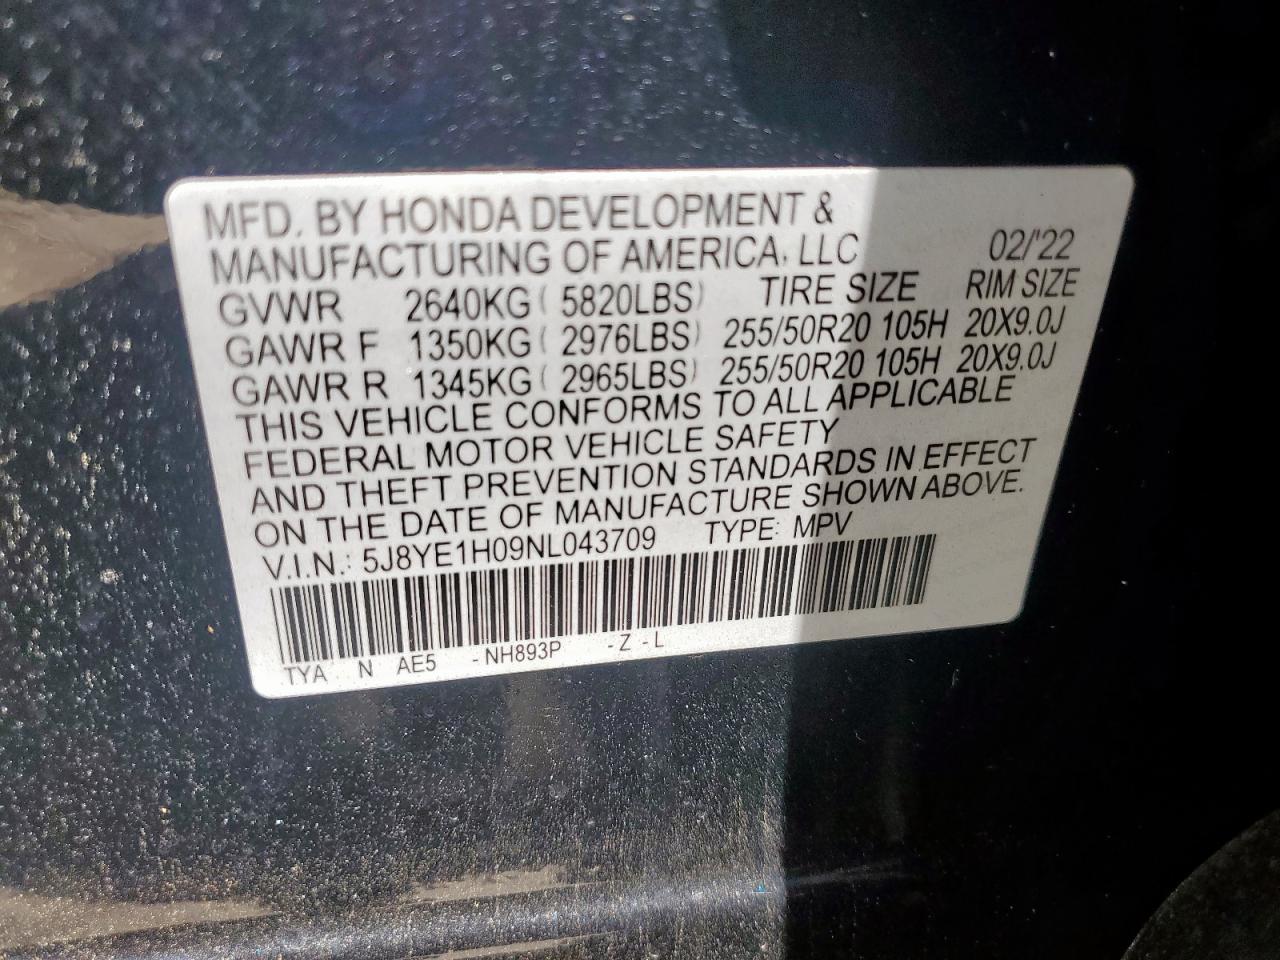 MFD. BY HONDA DEVELOPMENT &
MANUFACTURING OF AMERICA, LLC 02/'22
GVWR 2640KG ( 5820LBS) TIRE SIZE RIM SIZE
GAWR F 1350KG ( 2976LBS) 255/50R20 105H 20X9.0J
GAWR R 1345KG ( 2965LBS) 255/50R20 105H 20X9.0J
THIS VEHICLE CONFORMS TO ALL APPLICABLE
FEDERAL MOTOR VEHICLE SAFETY
AND THEFT PREVENTION STANDARDS IN EFFECT
ON THE DATE OF MANUFACTURE SHOWN ABOVE.
V.I.N.: 5J8YE1H09NL043709 TYPE: MPV
TYA N AE5 -NH893P -Z-L